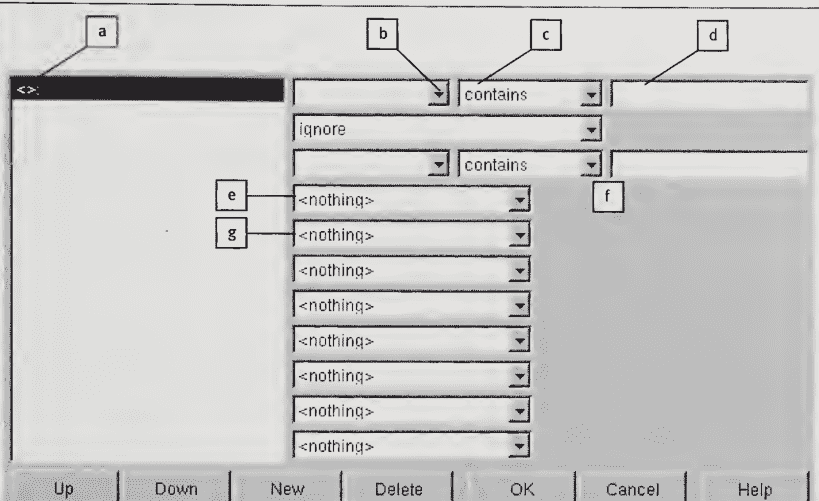 a b c d
<>:
contains
ignore
contains
e <nothing> f
g <nothing>
<nothing>
<nothing>
<nothing>
<nothing>
<nothing>
<nothing>
Up Down New Delete OK Cancel Help